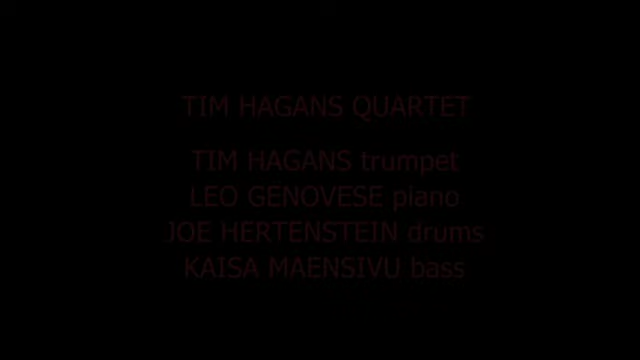 TIM HAGANS QUARTET
TIM HAGANS trumpet
LEO GENOVESE piano
JOE HERTENSTEIN drums
KAISA MAENSIVU bass